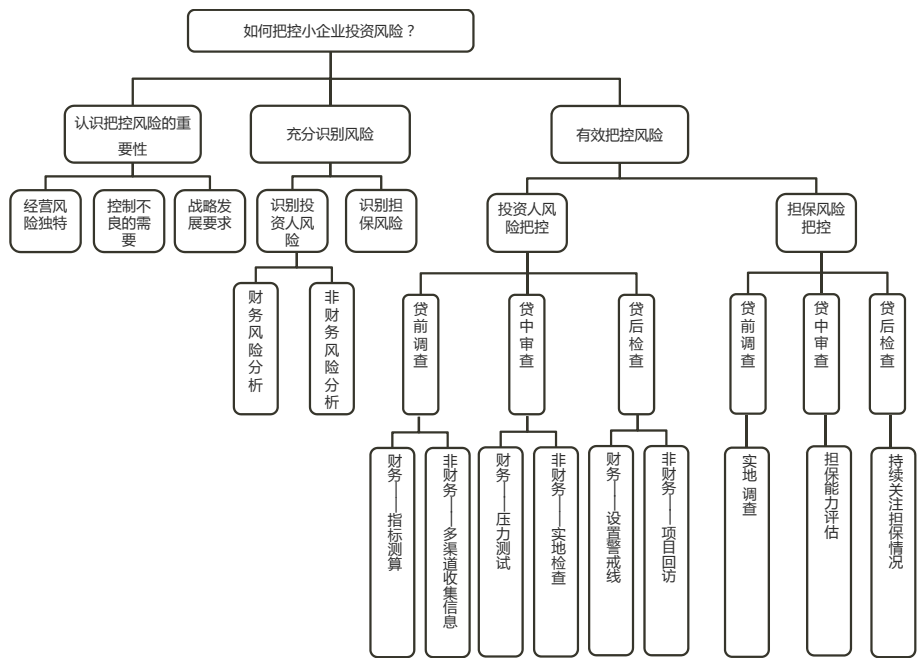 如何把控小企业投资风险？
认识把控风险的重
要性
充分识别风险
有效把控风险
经营风
险独特
控制不
良的需
要
战略发
展要求
识别投
资人风
险
识别担
保风险
投资人风
险把控
担保风险
把控
财务风险分析
非财务风险分析
贷前调查
贷中审查
贷后检查
贷前调查
贷中审查
贷后检查
财务——指标测算
非财务——多渠道收集信息
财务——压力测试
非财务——实地检查
财务——设置警戒线
非财务——项目回访
实地 调查
担保能力评估
持续关注担保情况